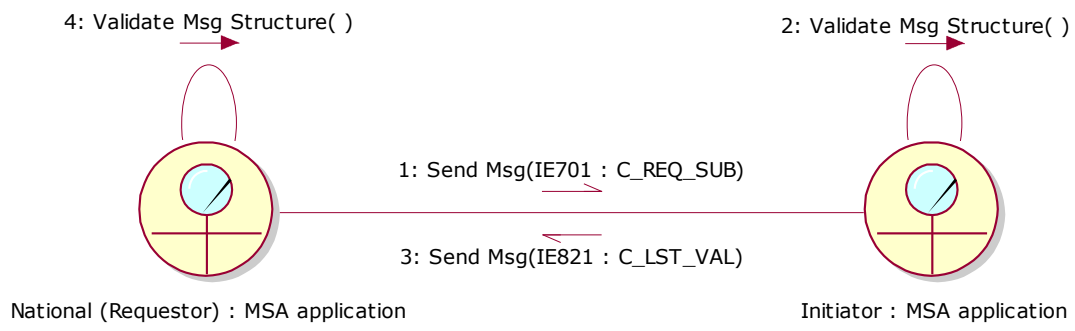 4: Validate Msg Structure( )
2: Validate Msg Structure( )
1: Send Msg(IE701 : C_REQ_SUB)
3: Send Msg(IE821 : C_LST_VAL)
National (Requestor) : MSA application
Initiator : MSA application